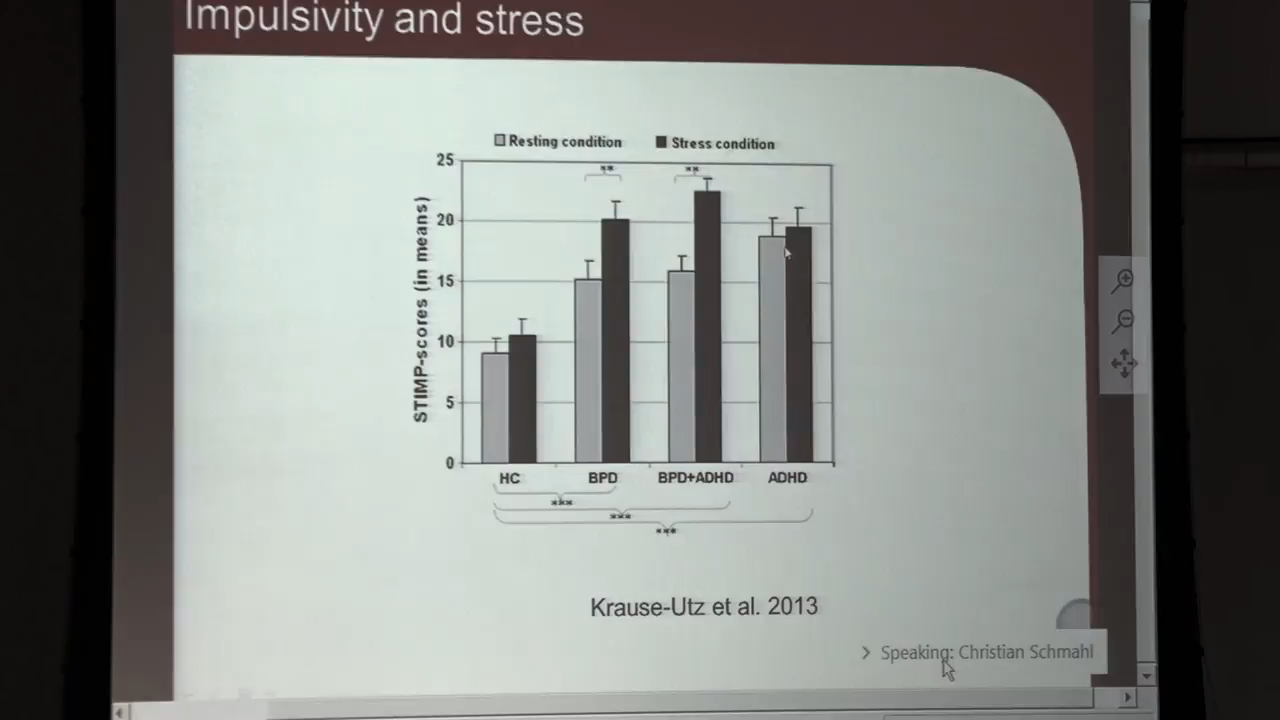 Impulsivity and stress
Resting condition Stress condition
25
20
15
10
5
0
STIMP-scores (in means)
** **
HC BPD BPD+ADHD ADHD
***
***
***
Krause-Utz et al. 2013
> Speaking: Christian Schmahl